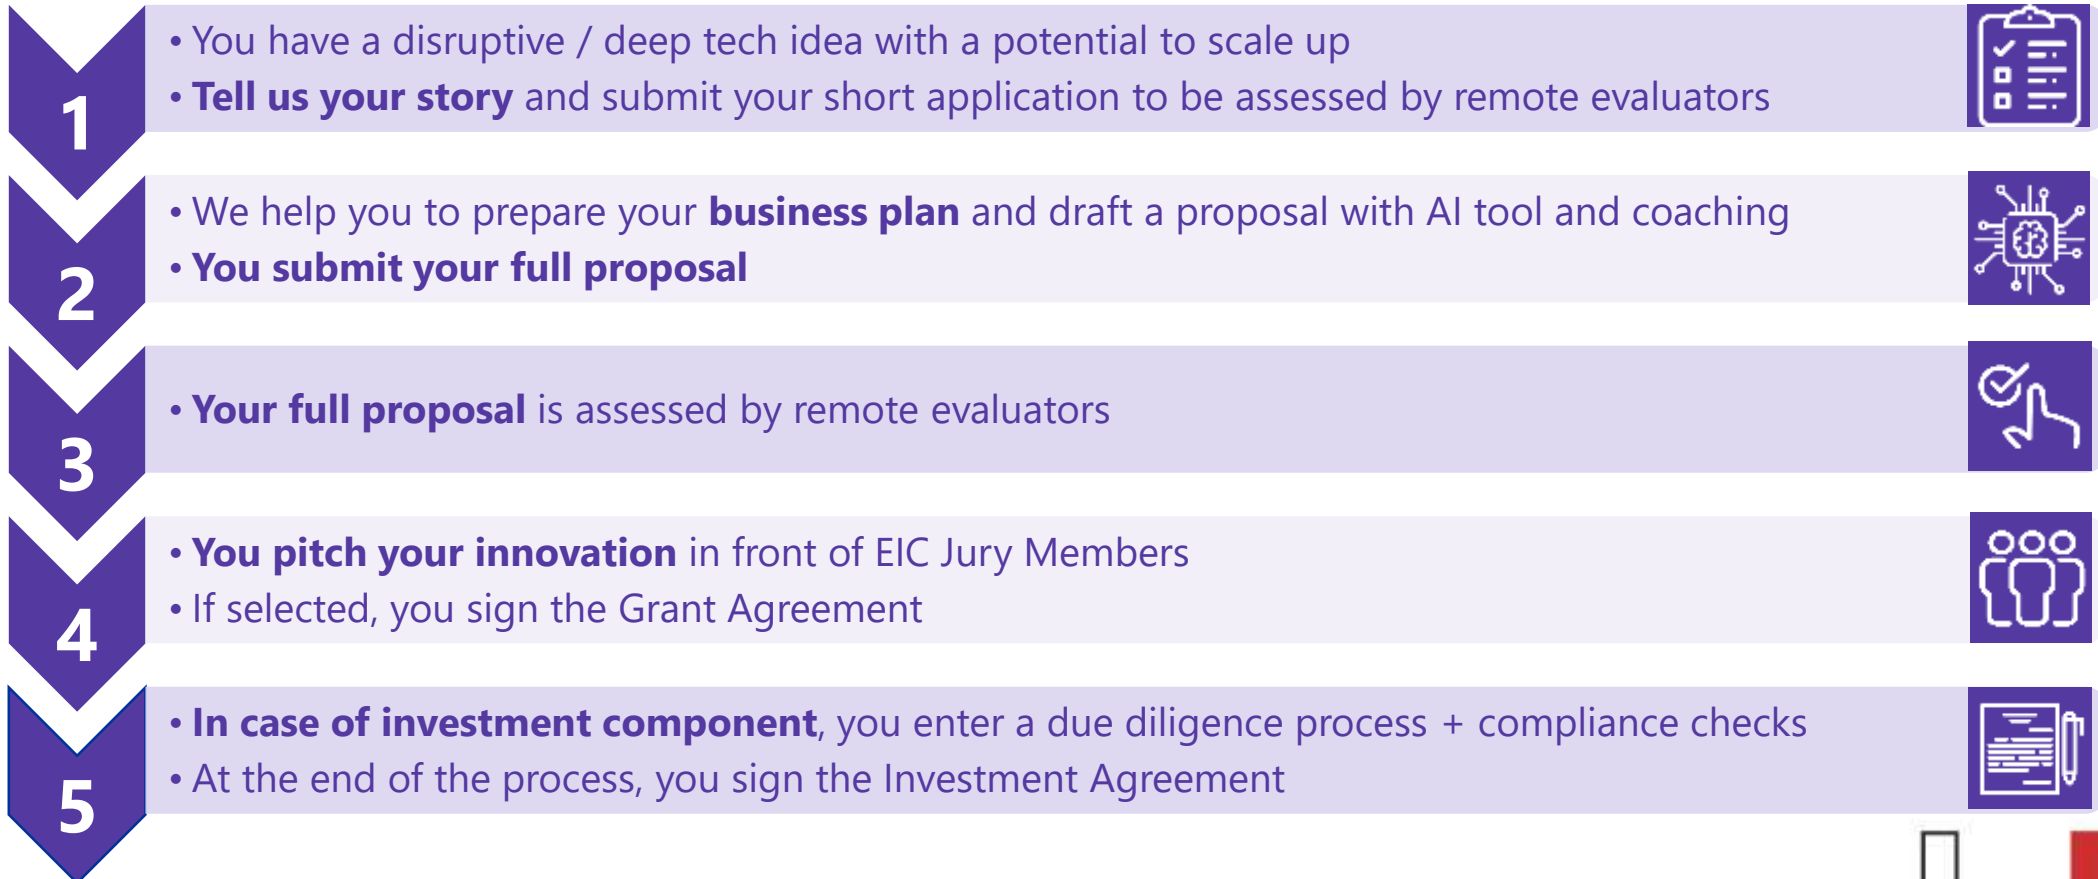 1
• You have a disruptive / deep tech idea with a potential to scale up
• Tell us your story and submit your short application to be assessed by remote evaluators
2
• We help you to prepare your business plan and draft a proposal with AI tool and coaching
• You submit your full proposal
3
• Your full proposal is assessed by remote evaluators
4
• You pitch your innovation in front of EIC Jury Members
• If selected, you sign the Grant Agreement
5
• In case of investment component, you enter a due diligence process + compliance checks
• At the end of the process, you sign the Investment Agreement